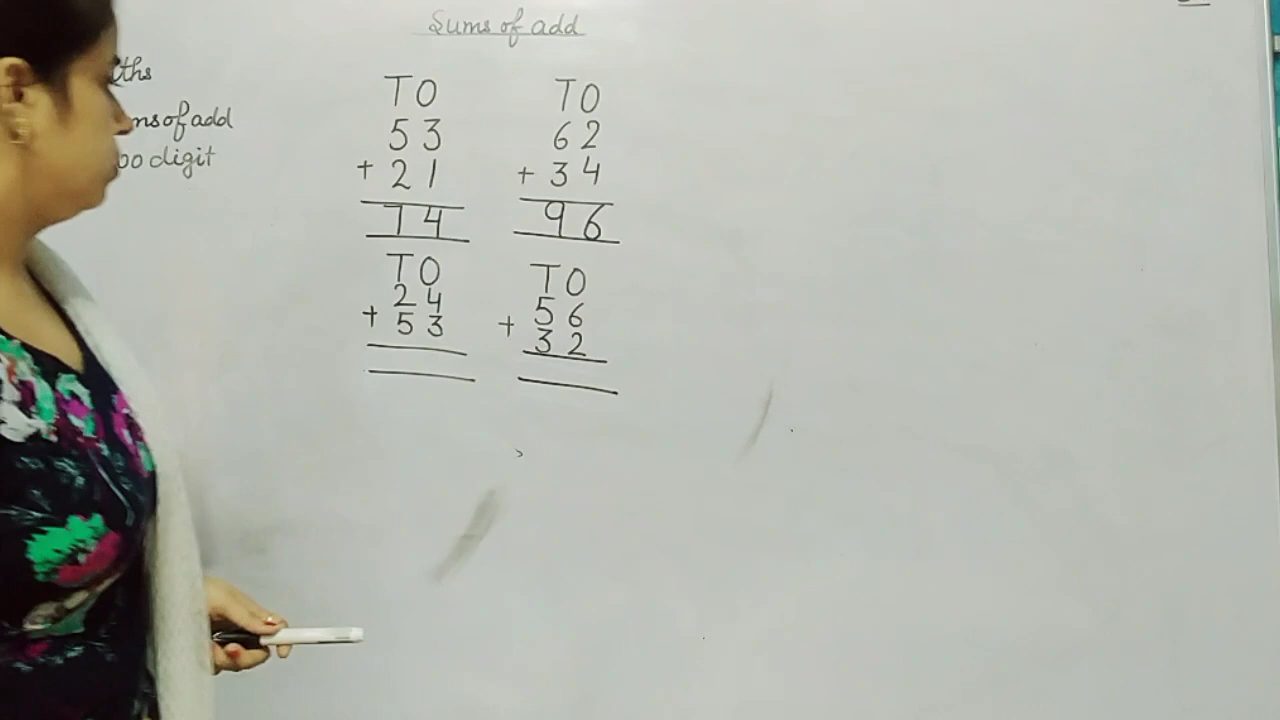 Sums of add
ths
ms of add
oo digit
T O
5 3
+ 2 1
7 4
T O
6 2
+ 3 4
9 6
T O
2 4
+ 5 3
T O
5 6
+ 3 2